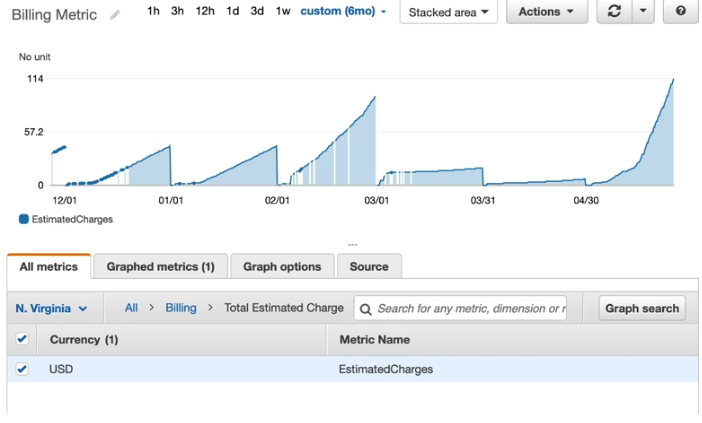 Billing Metric
1h 3h 12h 1d 3d 1w custom (6mo)
Stacked area
Actions
No unit
114
57.2
0
12/01 01/01 02/01 03/01 03/31 04/30
EstimatedCharges
All metrics
Graphed metrics (1)
Graph options
Source
N. Virginia
All > Billing > Total Estimated Charge
Search for any metric, dimension or r
Graph search
Currency (1) Metric Name
USD EstimatedCharges